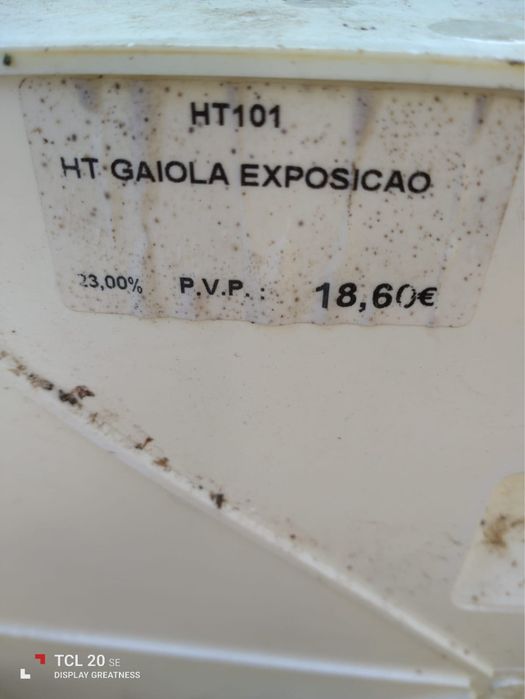 HT101
HT GAIOLA EXPOSICAO
23,00% P.V.P. : 18,60€
TCL 20 SE
DISPLAY GREATNESS